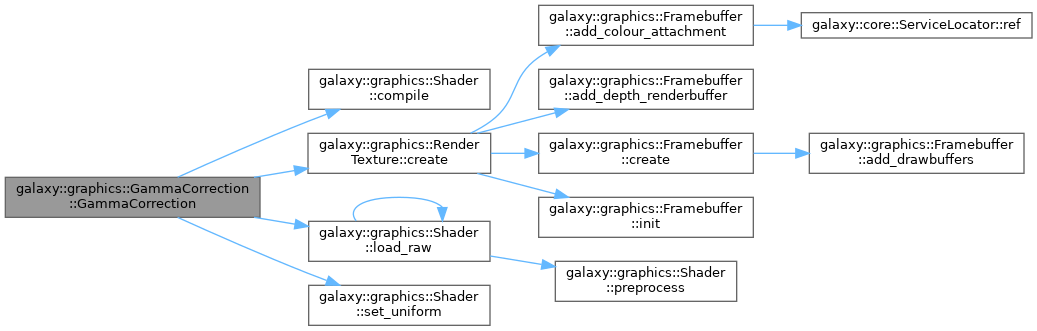 galaxy::graphics::GammaCorrection
::GammaCorrection
galaxy::graphics::Shader
::compile
galaxy::graphics::Render
Texture::create
galaxy::graphics::Framebuffer
::add_colour_attachment
galaxy::core::ServiceLocator::ref
galaxy::graphics::Framebuffer
::add_depth_renderbuffer
galaxy::graphics::Framebuffer
::create
galaxy::graphics::Framebuffer
::add_drawbuffers
galaxy::graphics::Framebuffer
::init
galaxy::graphics::Shader
::load_raw
galaxy::graphics::Shader
::preprocess
galaxy::graphics::Shader
::set_uniform